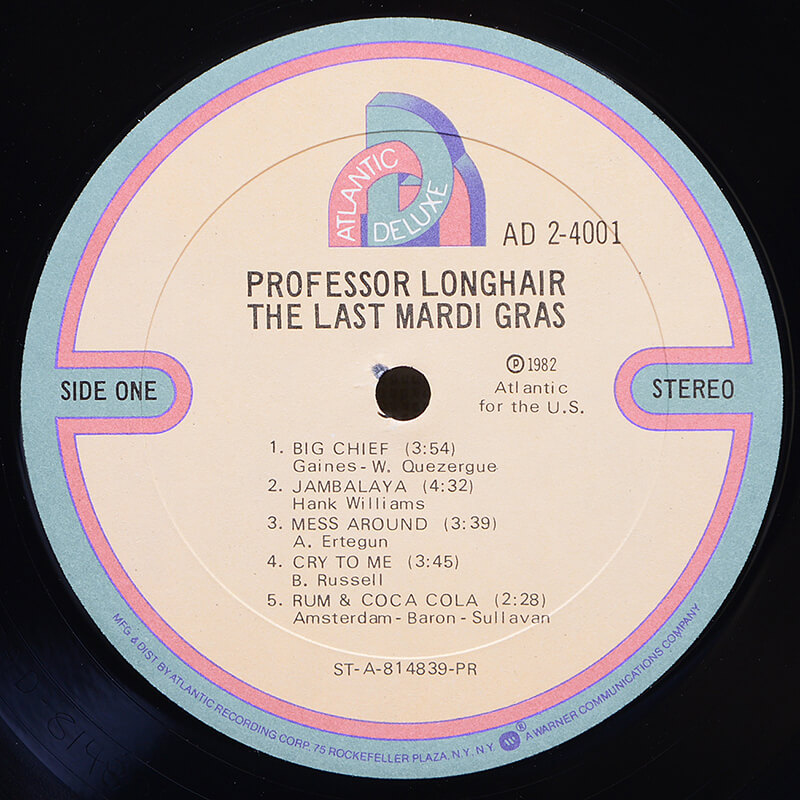 ATLANTIC
DELUXE
AD 2-4001
PROFESSOR LONGHAIR
THE LAST MARDI GRAS
SIDE ONE
STEREO
Ⓟ 1982
Atlantic
for the U.S.
1. BIG CHIEF (3:54)
Gaines - W. Quezergue
2. JAMBALAYA (4:32)
Hank Williams
3. MESS AROUND (3:39)
A. Ertegun
4. CRY TO ME (3:45)
B. Russell
5. RUM & COCA COLA (2:28)
Amsterdam - Baron - Sullavan
ST-A-814839-PR
MFG & DIST BY ATLANTIC RECORDING CORP. 75 ROCKEFELLER PLAZA, N.Y. N.Y. ® A WARNER COMMUNICATIONS COMPANY